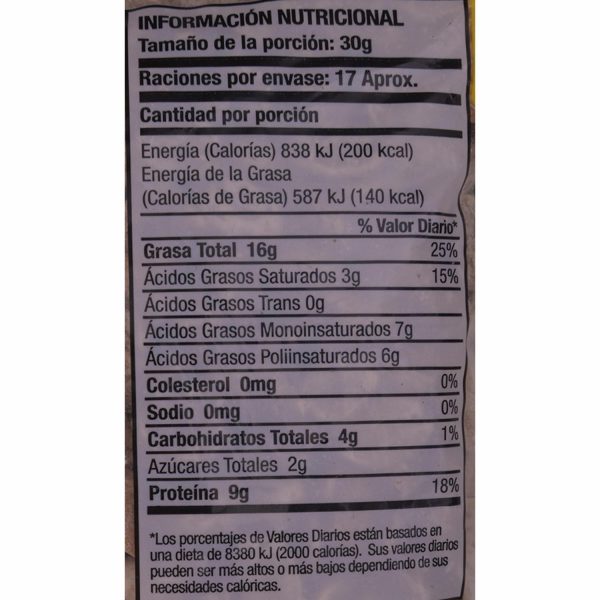 INFORMACIÓN NUTRICIONAL
Tamaño de la porción: 30g
Raciones por envase: 17 Aprox.
Cantidad por porción
Energía (Calorías) 838 kJ (200 kcal)
Energía de la Grasa
(Calorías de Grasa) 587 kJ (140 kcal)
% Valor Diario*
Grasa Total 16g 25%
Ácidos Grasos Saturados 3g 15%
Ácidos Grasos Trans 0g
Ácidos Grasos Monoinsaturados 7g
Ácidos Grasos Poliinsaturados 6g
Colesterol 0mg 0%
Sodio 0mg 0%
Carbohidratos Totales 4g 1%
Azúcares Totales 2g
Proteína 9g 18%
*Los porcentajes de Valores Diarios están basados en
una dieta de 8380 kJ (2000 calorías). Sus valores diarios
pueden ser más altos o más bajos dependiendo de sus
necesidades calóricas.